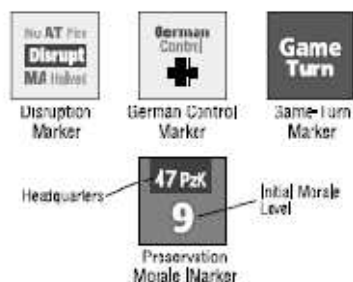 No AT Fire
Disrupt
MA Halved
German
Control
Game
Turn
Disruption
Marker
German Control
Marker
Game-Turn
Marker
Headquarters
47 PzK
9
Initial Morale
Level
Preservation
Morale Marker